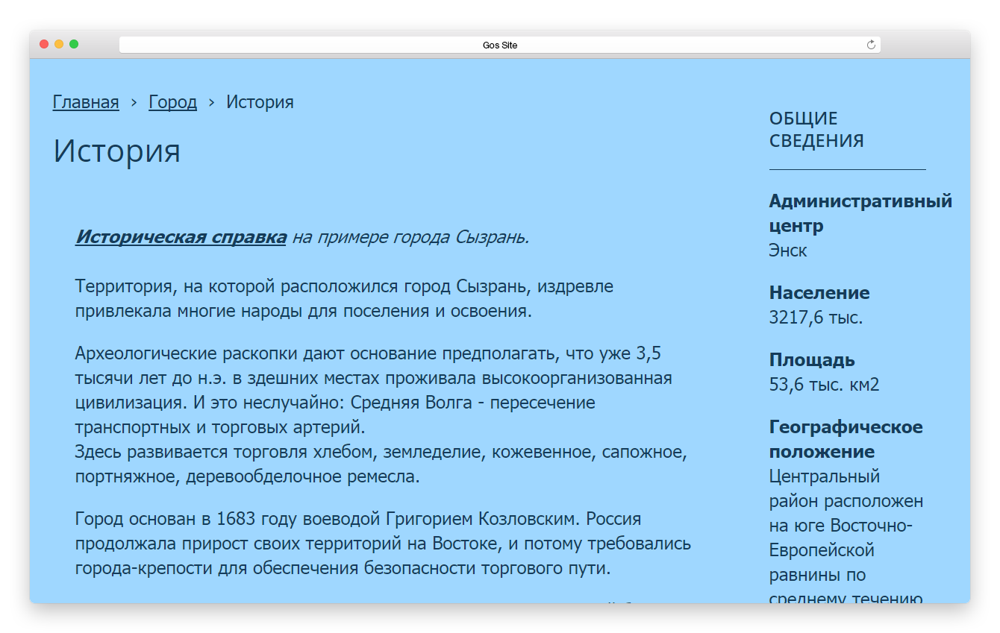 Gos Site
Главная › Город › История
История
Историческая справка на примере города Сызрань.
Территория, на которой расположился город Сызрань, издревле
привлекала многие народы для поселения и освоения.
Археологические раскопки дают основание предполагать, что уже 3,5
тысячи лет до н.э. в здешних местах проживала высокоорганизованная
цивилизация. И это неслучайно: Средняя Волга - пересечение
транспортных и торговых артерий.
Здесь развивается торговля хлебом, земледелие, кожевенное, сапожное,
портняжное, деревообделочное ремесла.
Город основан в 1683 году воеводой Григорием Козловским. Россия
продолжала прирост своих территорий на Востоке, и потому требовались
города-крепости для обеспечения безопасности торгового пути.
ОБЩИЕ
СВЕДЕНИЯ
Административный
центр
Энск
Население
3217,6 тыс.
Площадь
53,6 тыс. км2
Географическое
положение
Центральный
район расположен
на юге Восточно-
Европейской
равнины по
среднему течению